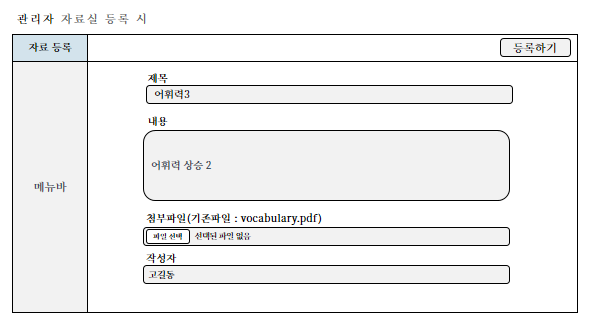 관리자 자료실 등록 시
자료 등록
등록하기
제목
어휘력3
내용
어휘력 상승 2
메뉴바
첨부파일(기존파일 : vocabulary.pdf)
파일 선택 선택된 파일 없음
작성자
고길동